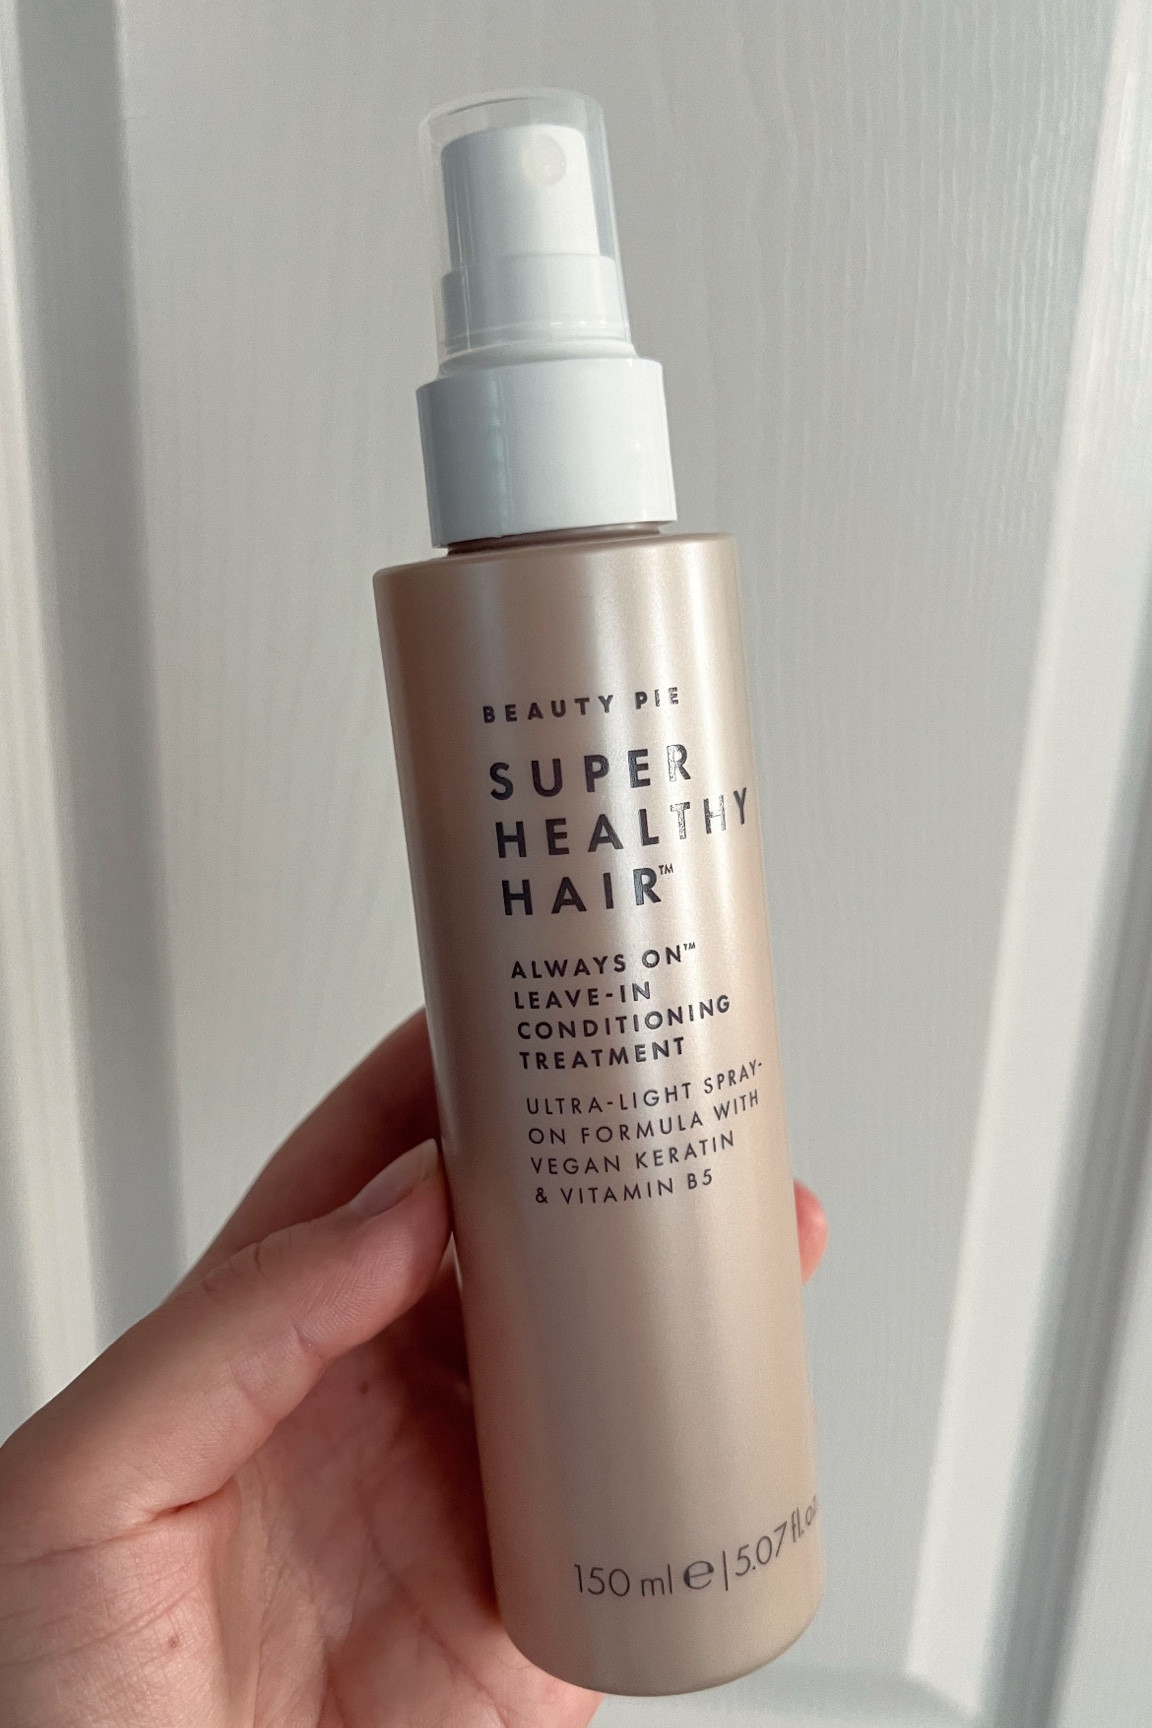 BEAUTY PIE
SUPER
HEALTHY
HAIR™
ALWAYS ON™
LEAVE-IN
CONDITIONING
TREATMENT
ULTRA-LIGHT SPRAY-
ON FORMULA WITH
VEGAN KERATIN
& VITAMIN B5
150 ml ℮ | 5.07 fl.oz